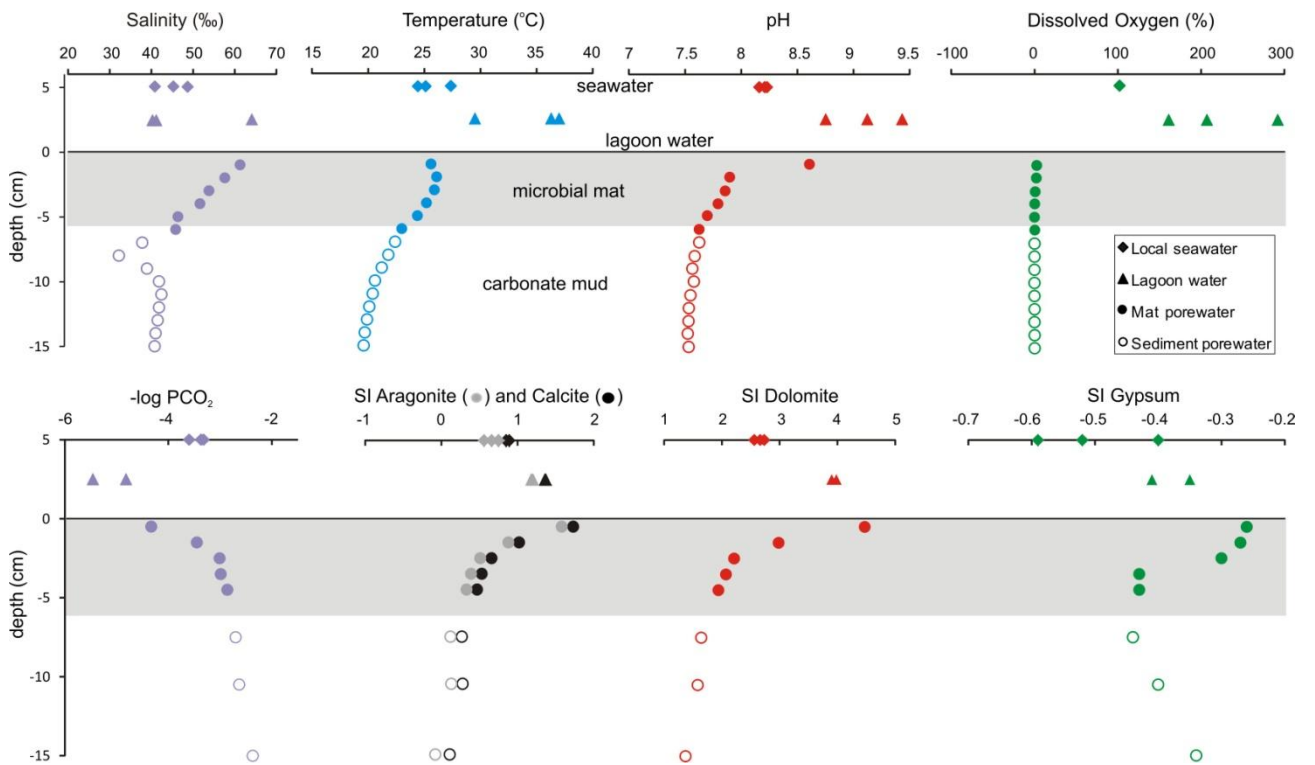 Salinity (‰) Temperature (°C) pH Dissolved Oxygen (%)
20 30 40 50 60 70 15 20 25 30 35 40 7 7.5 8 8.5 9 9.5 -100 0 100 200 300
5 seawater
lagoon water
0
microbial mat
-5
depth (cm)
carbonate mud
-10
-15
Local seawater
Lagoon water
Mat porewater
Sediment porewater
-log PCO₂ SI Aragonite ( ) and Calcite ( ) SI Dolomite SI Gypsum
-6 -4 -2 -1 0 1 2 1 2 3 4 5 -0.7 -0.6 -0.5 -0.4 -0.3 -0.2
5
0
-5
depth (cm)
-10
-15